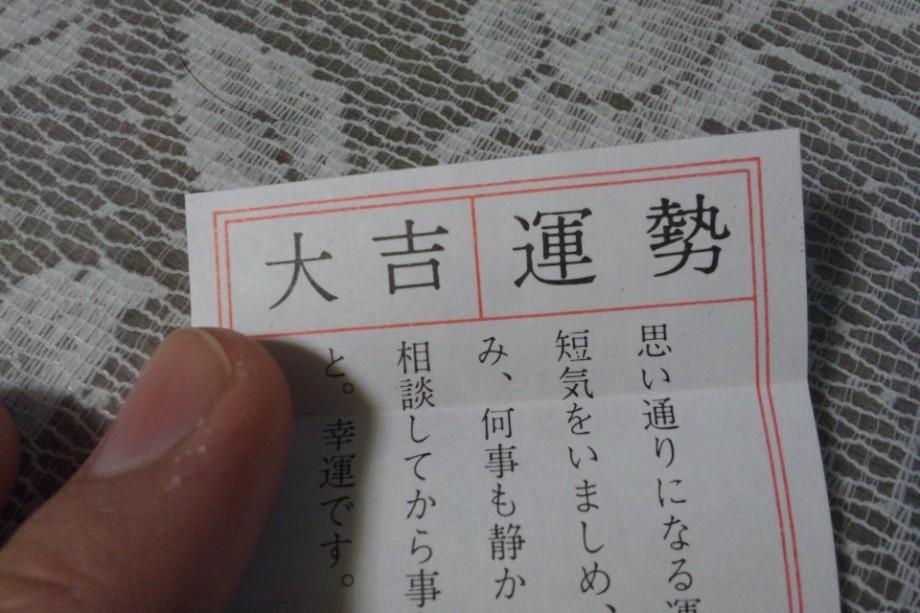 大吉 運勢
思い通りになる運
短気をいましめ、
み、何事も静か
相談してから事
と。幸運です。